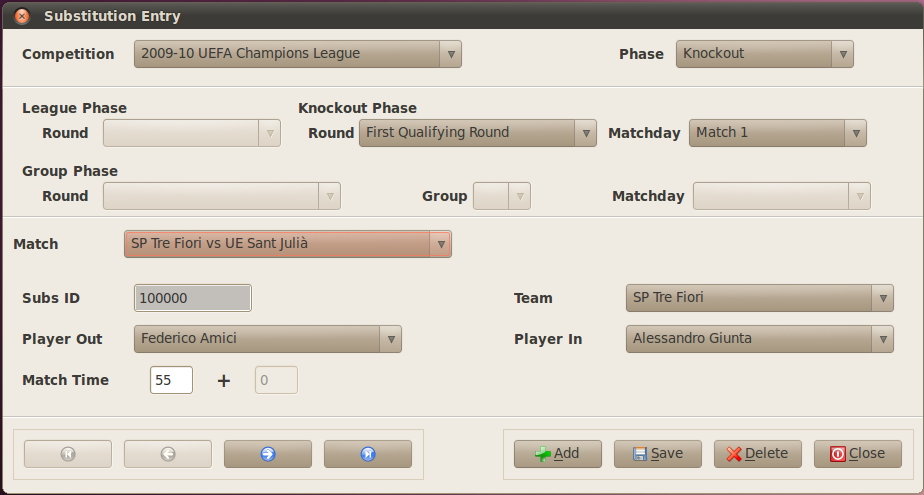 Substitution Entry
Competition 2009-10 UEFA Champions League Phase Knockout
League Phase Knockout Phase
Round Round First Qualifying Round Matchday Match 1
Group Phase
Round Group Matchday
Match SP Tre Fiori vs UE Sant Julià
Subs ID 100000 Team SP Tre Fiori
Player Out Federico Amici Player In Alessandro Giunta
Match Time 55 + 0
Add Save Delete Close